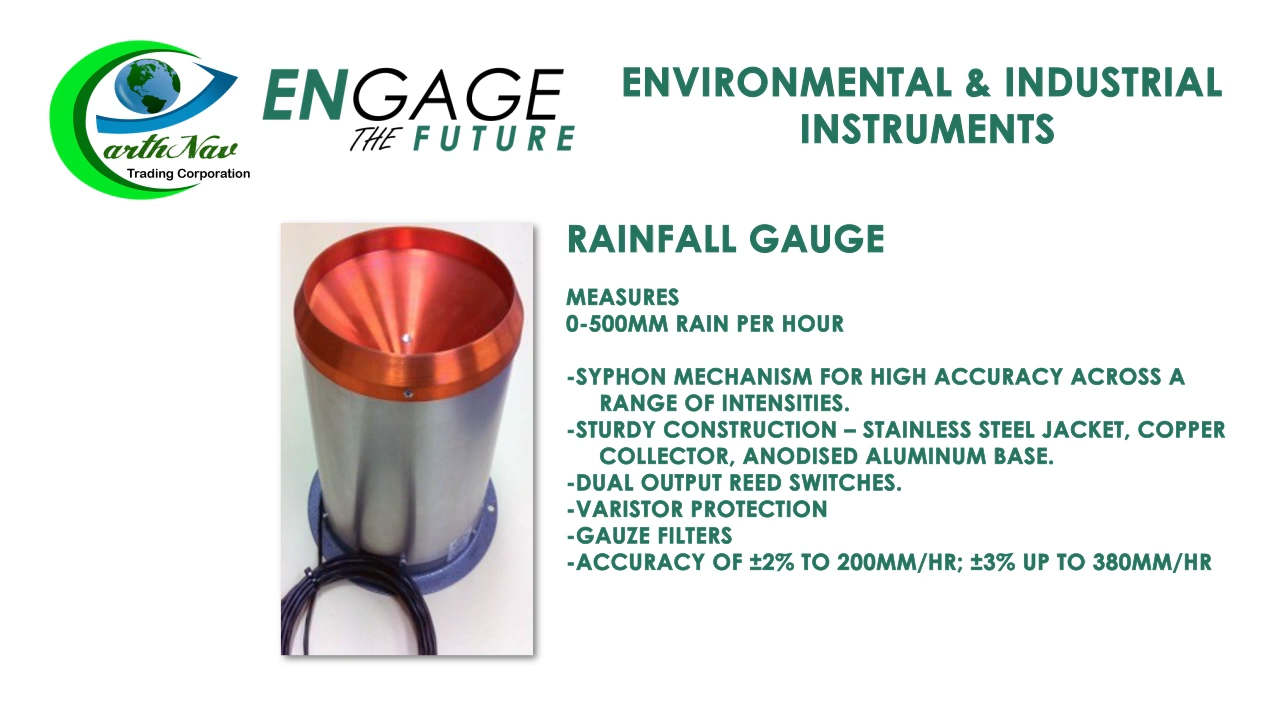 arthNav
Trading Corporation
ENGAGE
THE FUTURE
ENVIRONMENTAL & INDUSTRIAL
INSTRUMENTS
RAINFALL GAUGE
MEASURES
0-500MM RAIN PER HOUR
-SYPHON MECHANISM FOR HIGH ACCURACY ACROSS A
RANGE OF INTENSITIES.
-STURDY CONSTRUCTION – STAINLESS STEEL JACKET, COPPER
COLLECTOR, ANODISED ALUMINUM BASE.
-DUAL OUTPUT REED SWITCHES.
-VARISTOR PROTECTION
-GAUZE FILTERS
-ACCURACY OF ±2% TO 200MM/HR; ±3% UP TO 380MM/HR